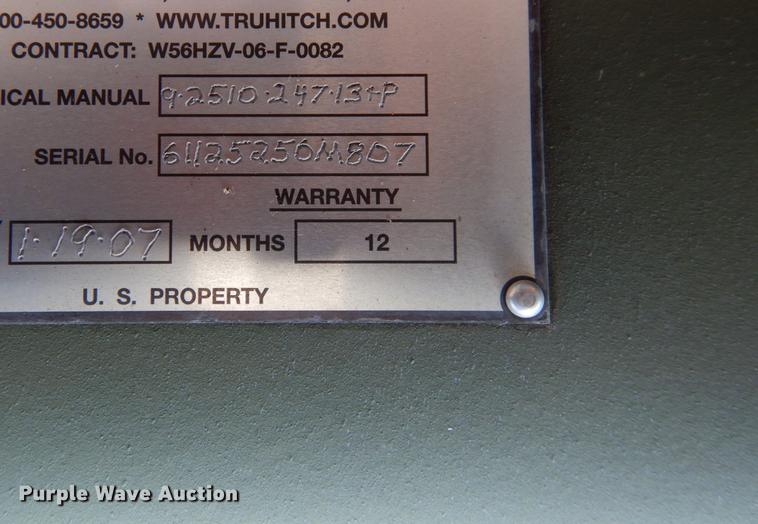 00-450-8659 * WWW.TRUHITCH.COM
CONTRACT: W56HZV-06-F-0082
ICAL MANUAL 9·2510·247·13+P
SERIAL No. 61125250M807
WARRANTY
1·19·07 MONTHS 12
U. S. PROPERTY
Purple Wave Auction